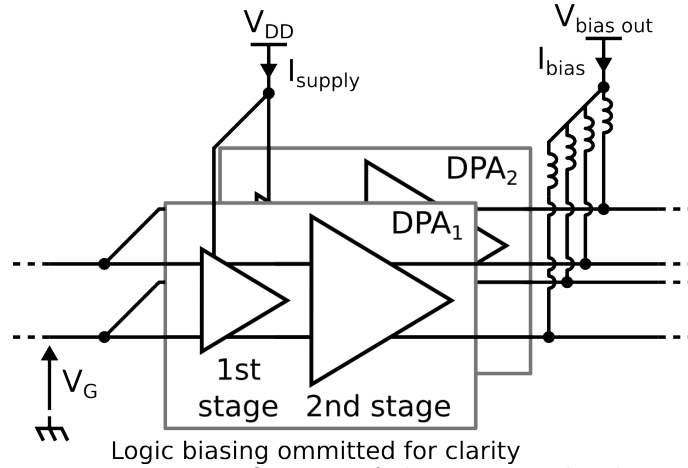 V_DD
V_bias out
I_supply
I_bias
DPA_2
DPA_1
V_G
1st
stage
2nd stage
Logic biasing ommitted for clarity